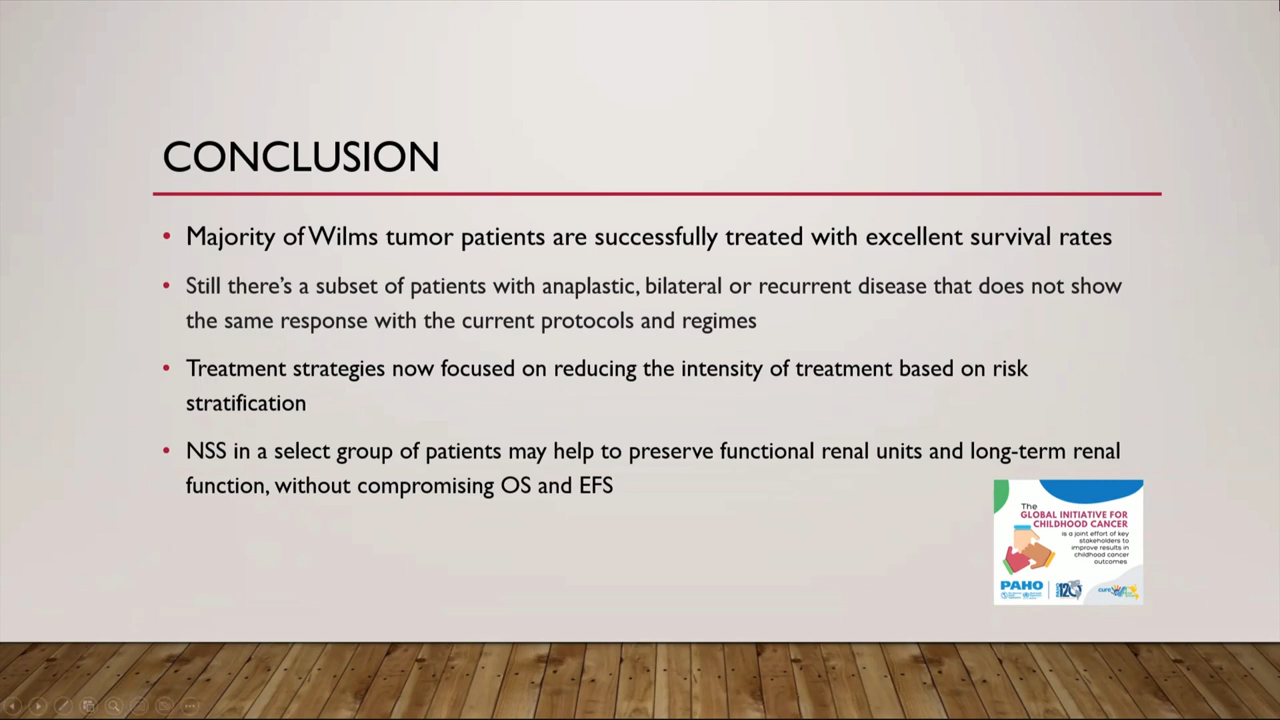 CONCLUSION
• Majority of Wilms tumor patients are successfully treated with excellent survival rates
• Still there's a subset of patients with anaplastic, bilateral or recurrent disease that does not show
the same response with the current protocols and regimes
• Treatment strategies now focused on reducing the intensity of treatment based on risk
stratification
• NSS in a select group of patients may help to preserve functional renal units and long-term renal
function, without compromising OS and EFS
The
GLOBAL INITIATIVE FOR
CHILDHOOD CANCER
is a joint effort of key
stakeholders to
improve results in
childhood cancer
outcomes
PAHO
120
cure